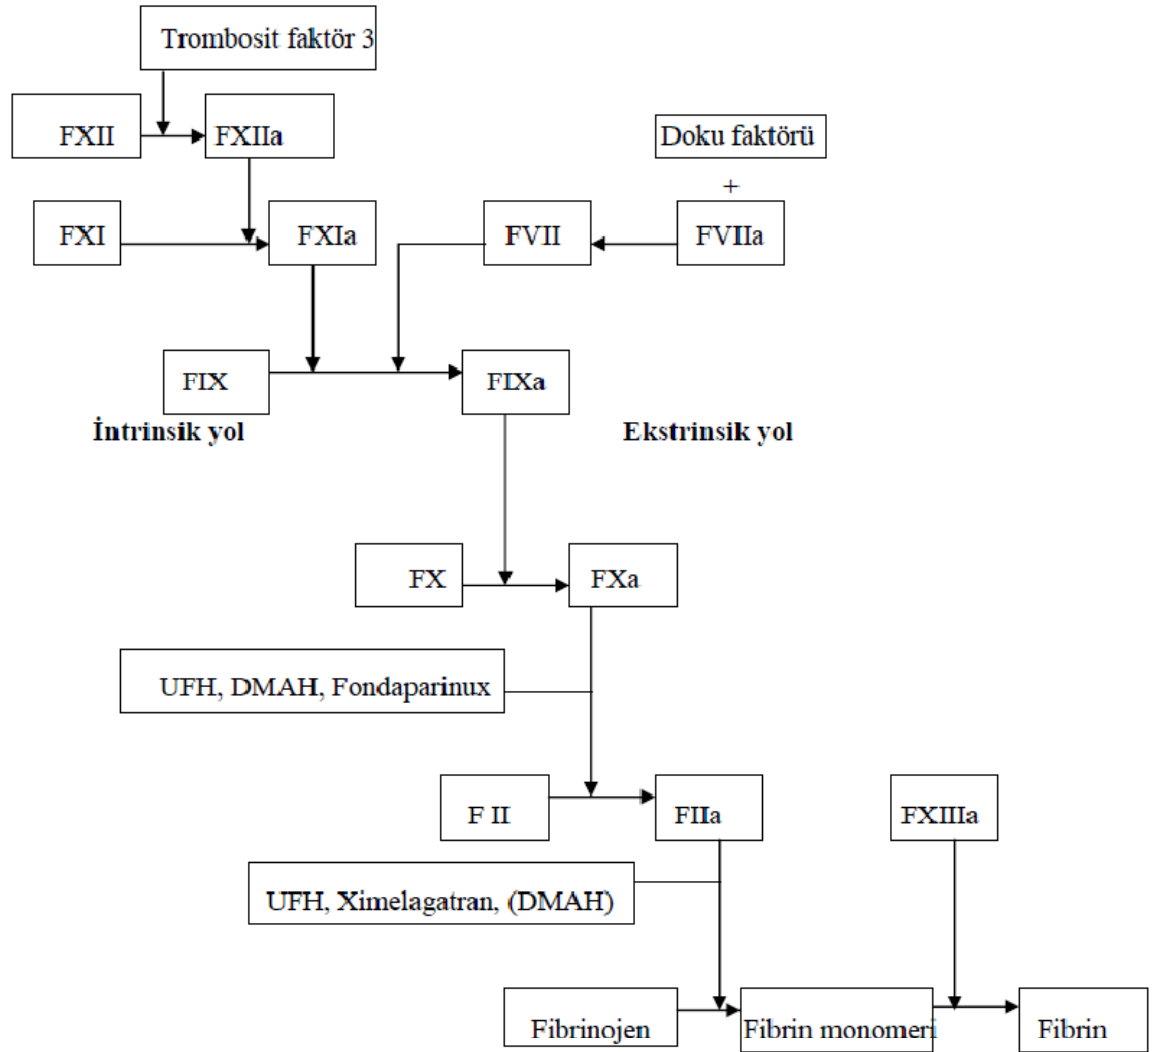 Trombosit faktör 3
FXII
FXIIa
Doku faktörü
+
FXI
FXIa
FVII
FVIIa
FIX
FIXa
İntrinsik yol
Ekstrinsik yol
FX
FXa
UFH, DMAH, Fondaparinux
F II
FIIa
FXIIIa
UFH, Ximelagatran, (DMAH)
Fibrinojen
Fibrin monomeri
Fibrin